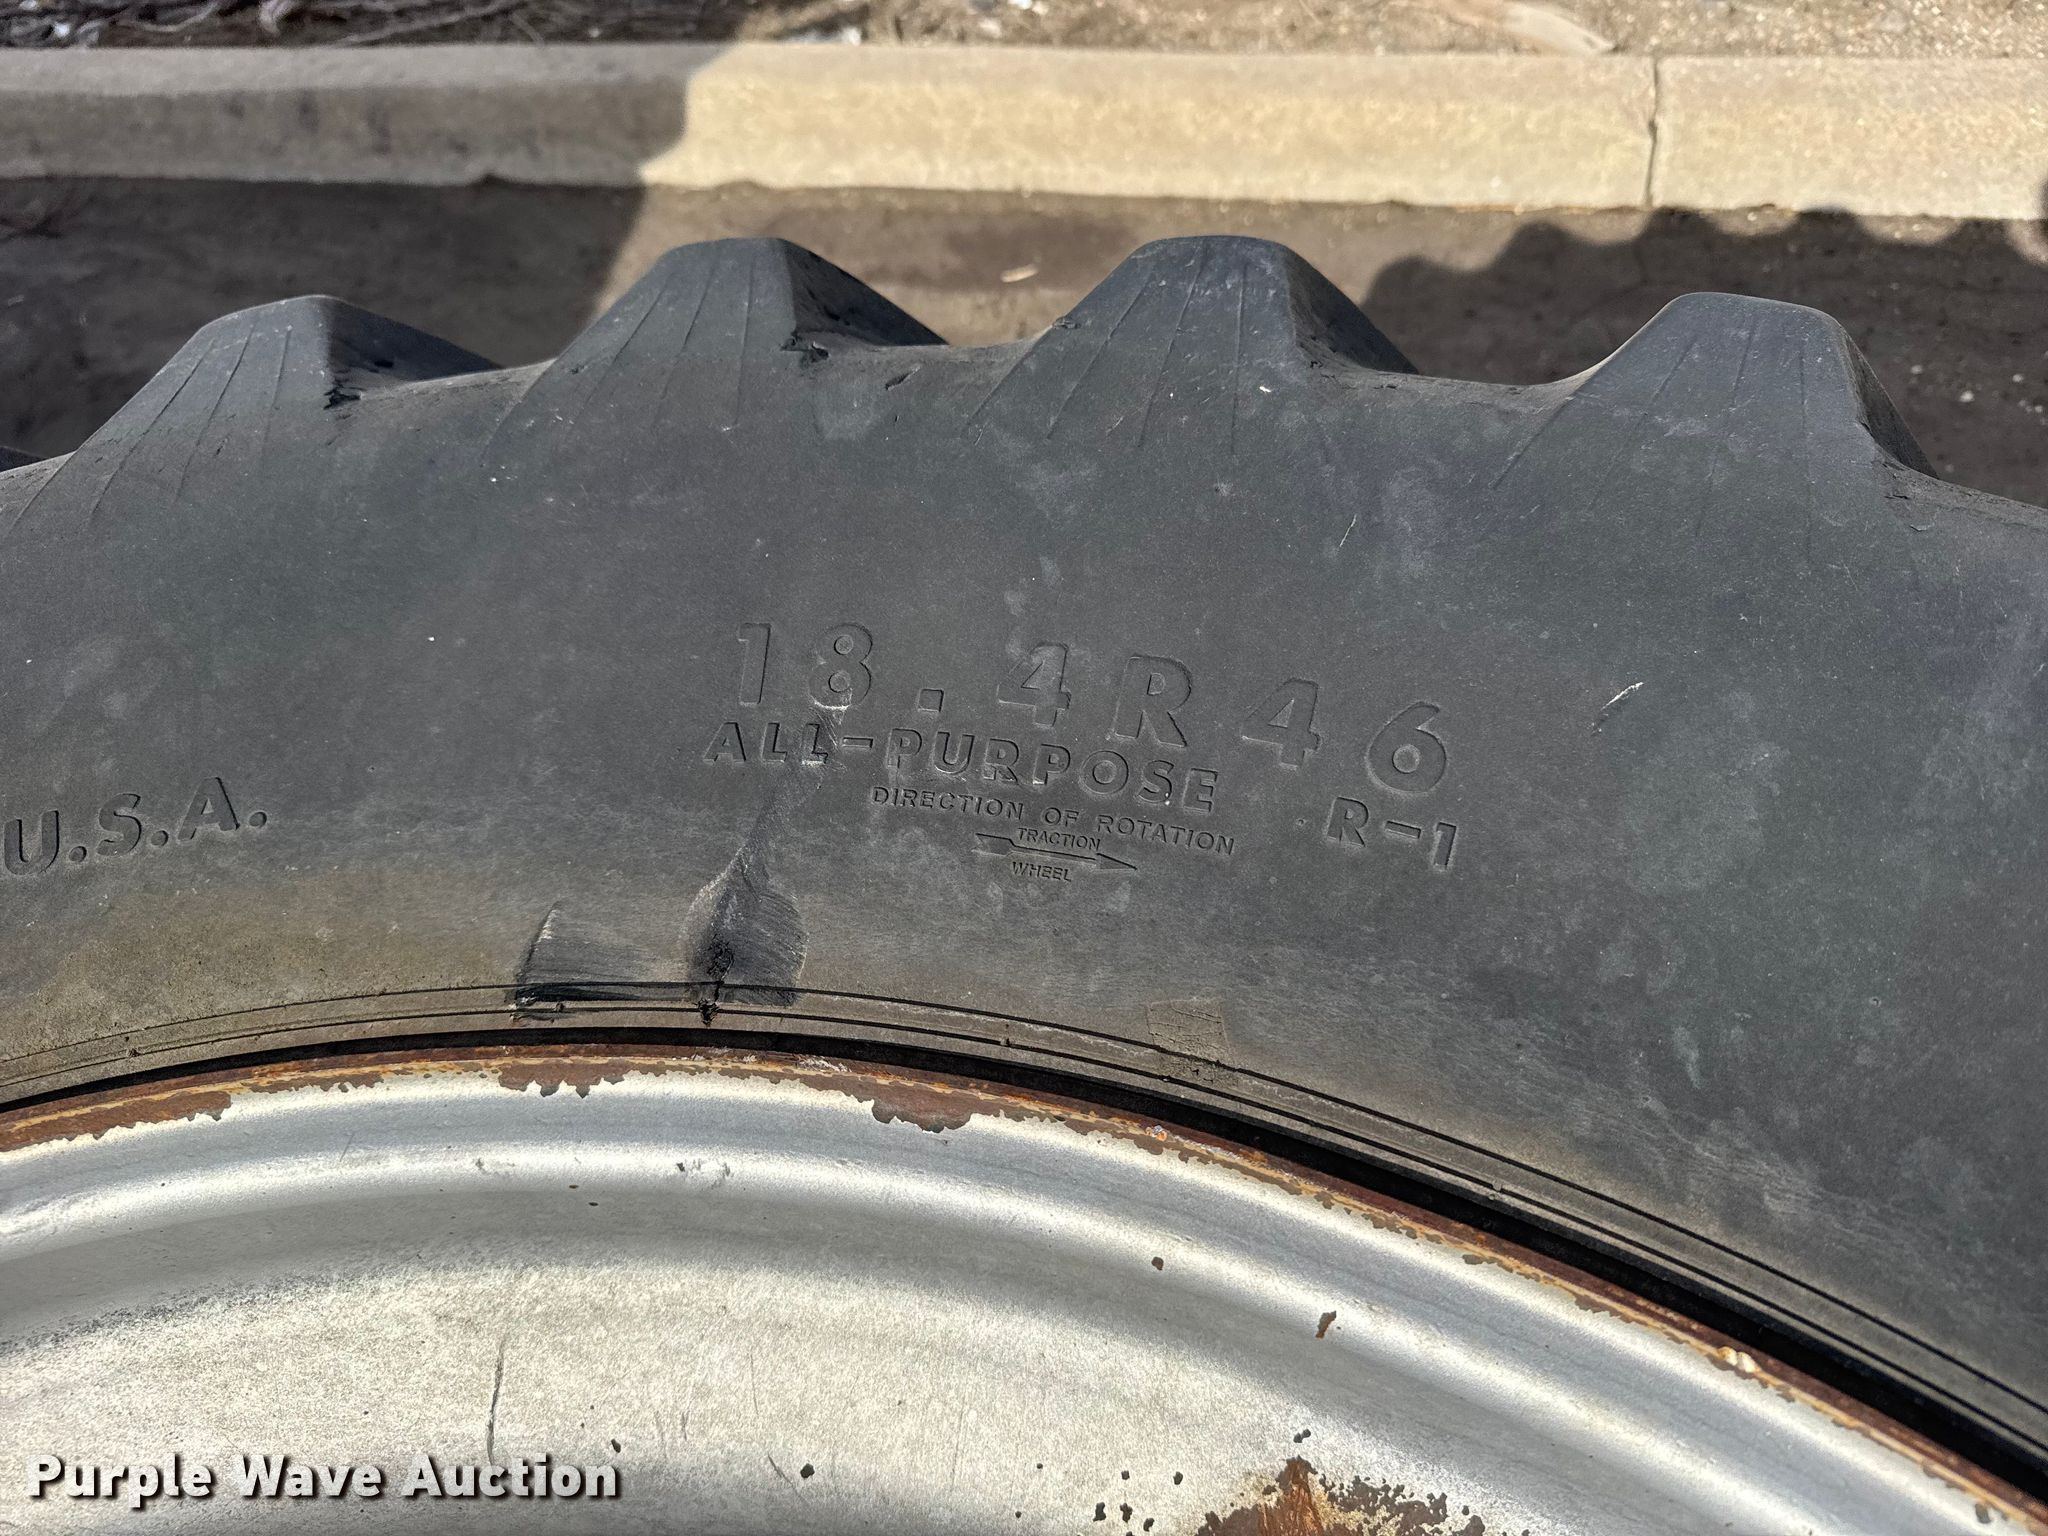 18.4R46
ALL-PURPOSE R-1
DIRECTION OF ROTATION
TRACTION
WHEEL
U.S.A.
Purple Wave Auction